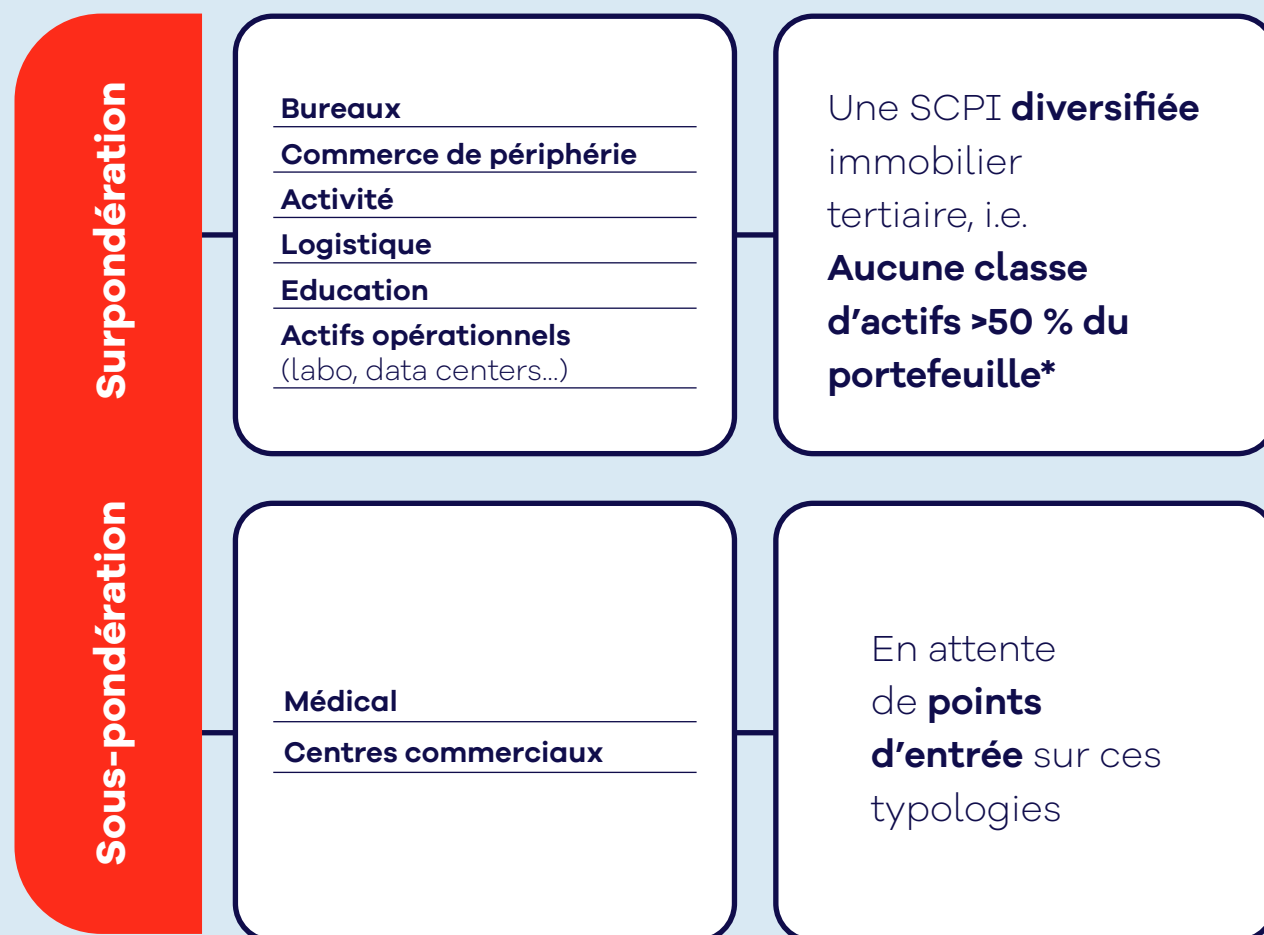 Surpondération
Bureaux
Commerce de périphérie
Activité
Logistique
Education
Actifs opérationnels
(labo, data centers...)
Une SCPI diversifiée
immobilier
tertiaire, i.e.
Aucune classe
d'actifs >50 % du
portefeuille*
Sous-pondération
Médical
Centres commerciaux
En attente
de points
d'entrée sur ces
typologies